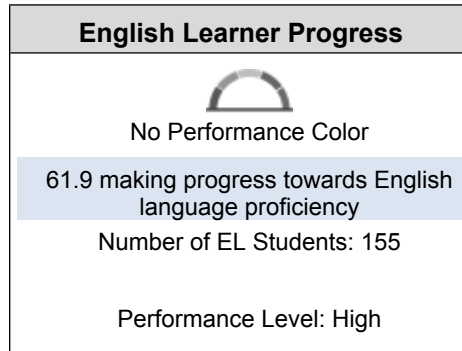 English Learner Progress
No Performance Color
61.9 making progress towards English
language proficiency
Number of EL Students: 155
Performance Level: High